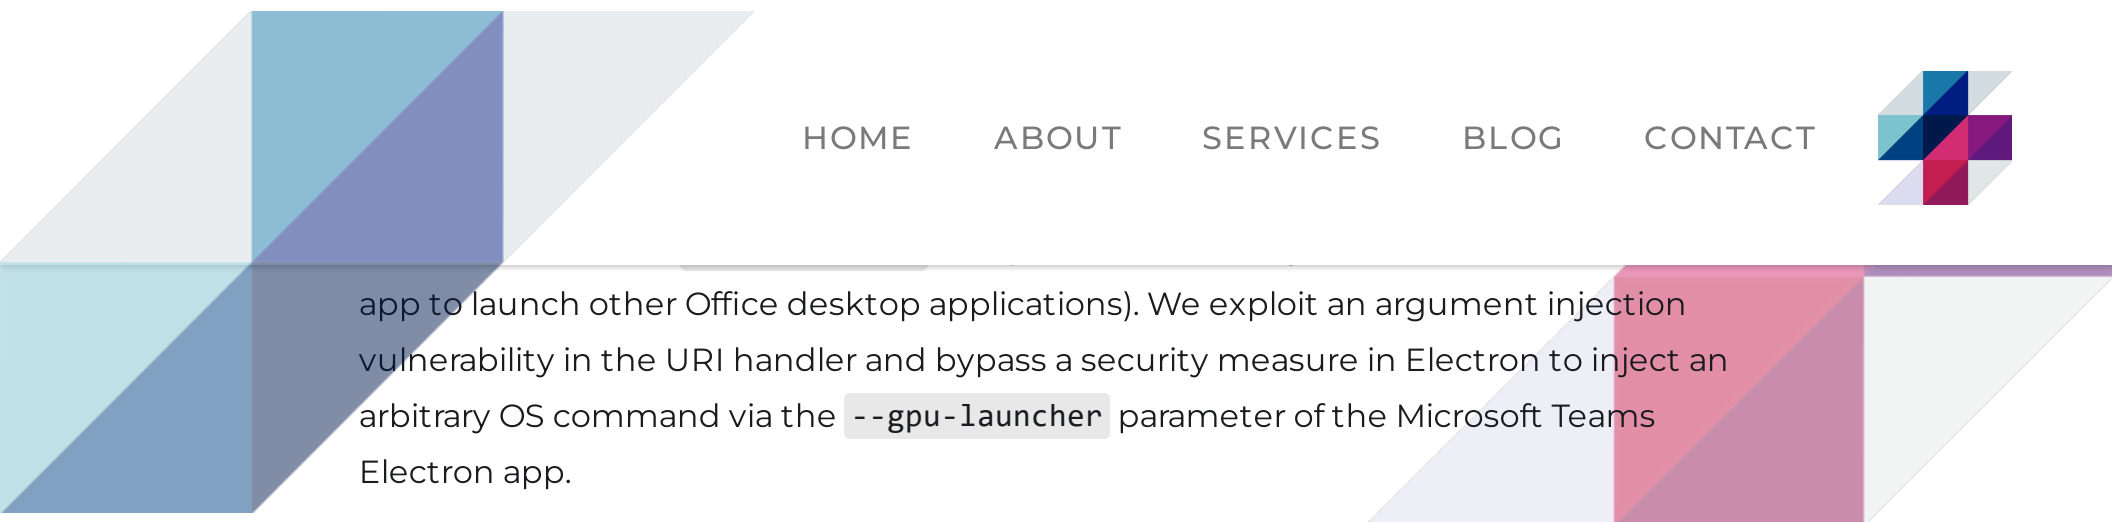 HOME ABOUT SERVICES BLOG CONTACT
app to launch other Office desktop applications). We exploit an argument injection
vulnerability in the URI handler and bypass a security measure in Electron to inject an
arbitrary OS command via the --gpu-launcher parameter of the Microsoft Teams
Electron app.